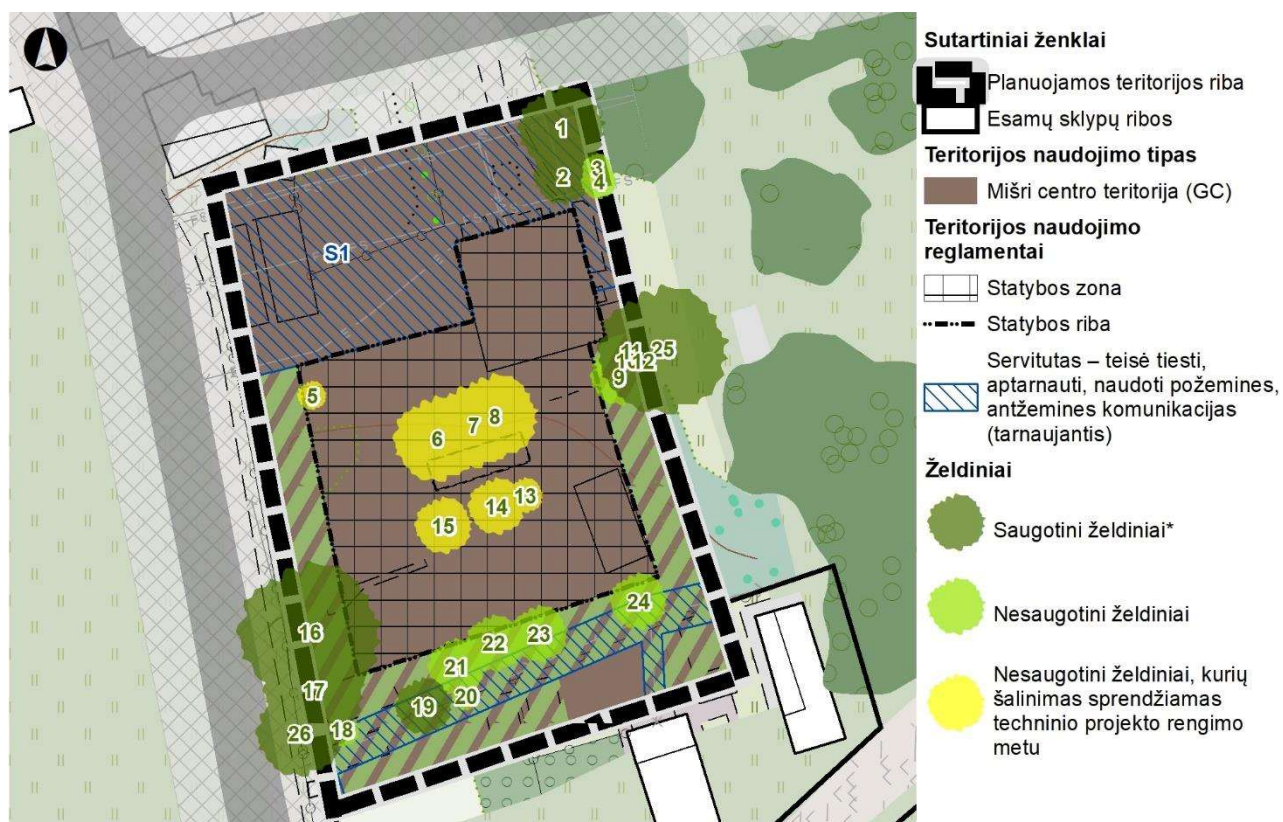 Sutartiniai ženklai
Planuojamos teritorijos riba
Esamų sklypų ribos
Teritorijos naudojimo tipas
Mišri centro teritorija (GC)
Teritorijos naudojimo
reglamentai
Statybos zona
Statybos riba
Servitutas – teisė tiesti,
aptarnauti, naudoti požemines,
antžemines komunikacijas
(tarnaujantis)
Želdiniai
Saugotini želdiniai*
Nesaugotini želdiniai
Nesaugotini želdiniai, kurių
šalinimas sprendžiamas
techninio projekto rengimo
metu
1
2
3
4
S1
11
25
12
9
5
8
7
6
13
14
15
24
16
23
22
21
17
20
19
18
26